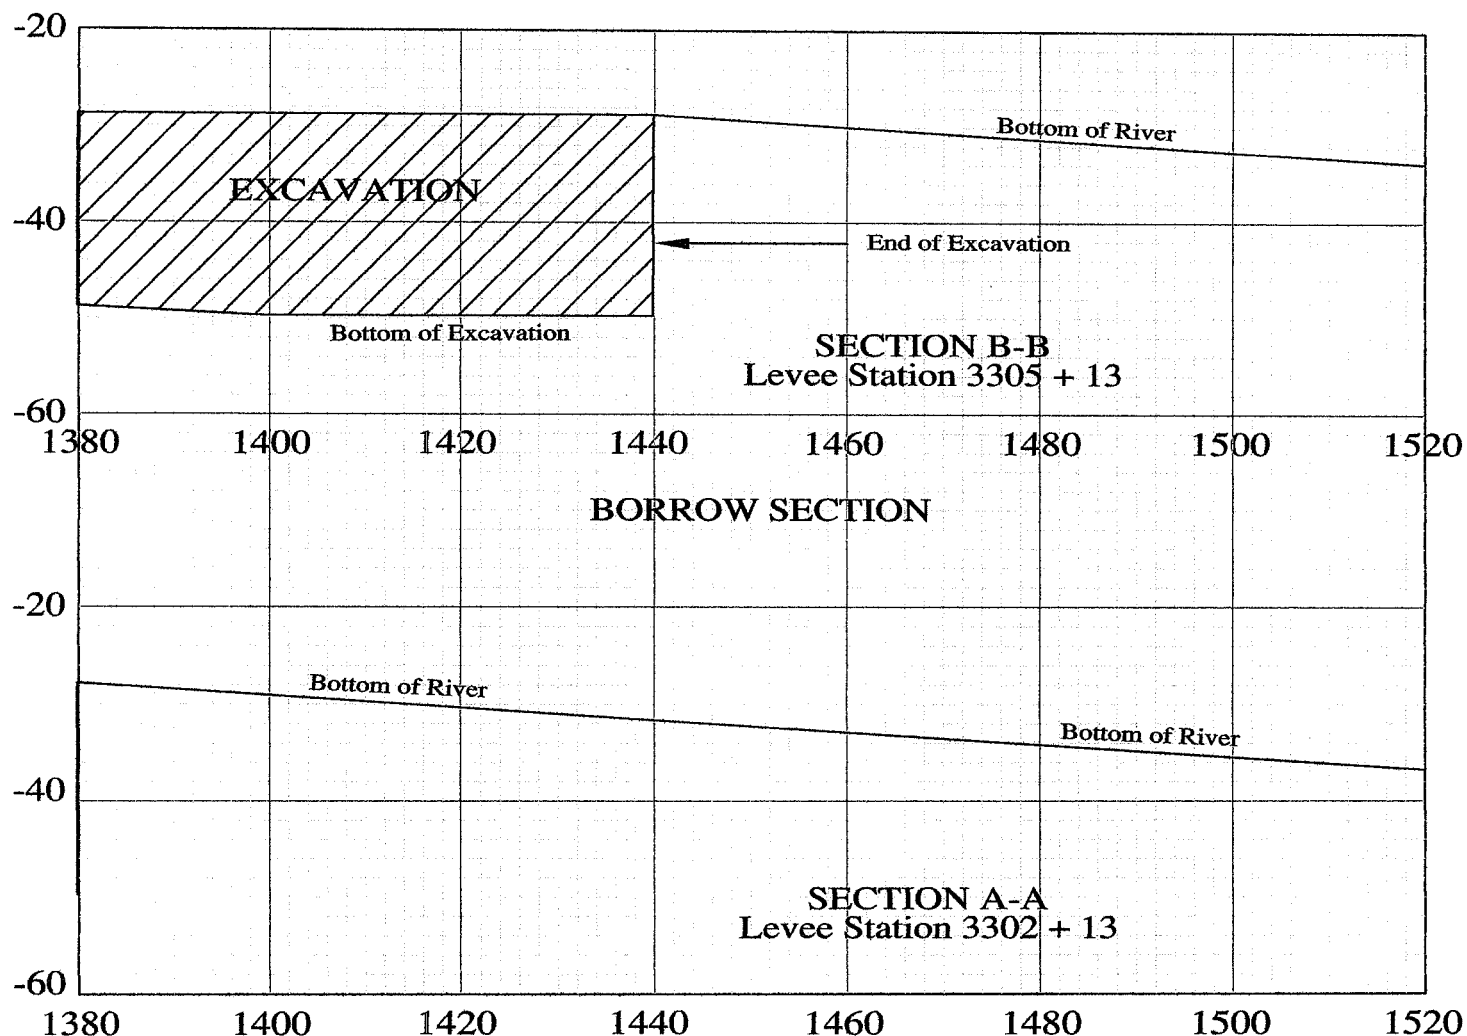 -20
Bottom of River
EXCAVATION
-40
End of Excavation
Bottom of Excavation
SECTION B-B
Levee Station 3305 + 13
-60
1380 1400 1420 1440 1460 1480 1500 1520
BORROW SECTION
-20
Bottom of River
Bottom of River
-40
SECTION A-A
Levee Station 3302 + 13
-60
1380 1400 1420 1440 1460 1480 1500 1520